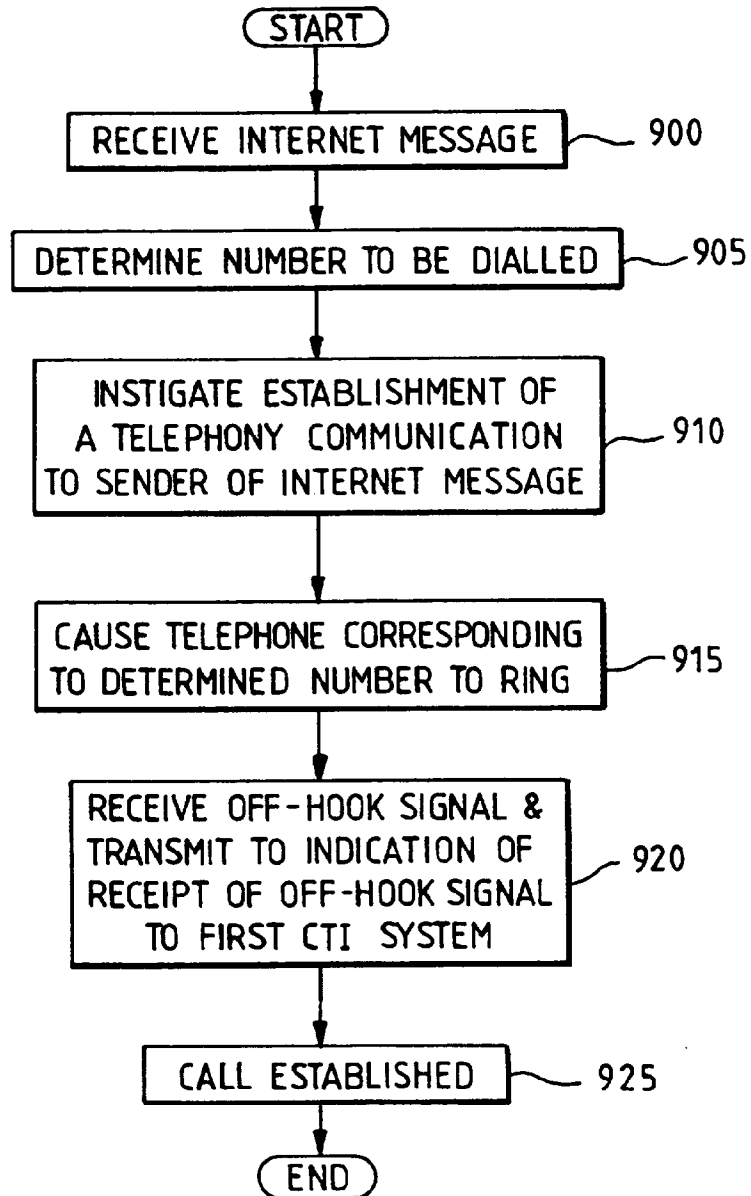 START
RECEIVE INTERNET MESSAGE
900
DETERMINE NUMBER TO BE DIALLED
905
INSTIGATE ESTABLISHMENT OF
A TELEPHONY COMMUNICATION
TO SENDER OF INTERNET MESSAGE
910
CAUSE TELEPHONE CORRESPONDING
TO DETERMINED NUMBER TO RING
915
RECEIVE OFF-HOOK SIGNAL &
TRANSMIT TO INDICATION OF
RECEIPT OF OFF-HOOK SIGNAL
TO FIRST CTI SYSTEM
920
CALL ESTABLISHED
925
END